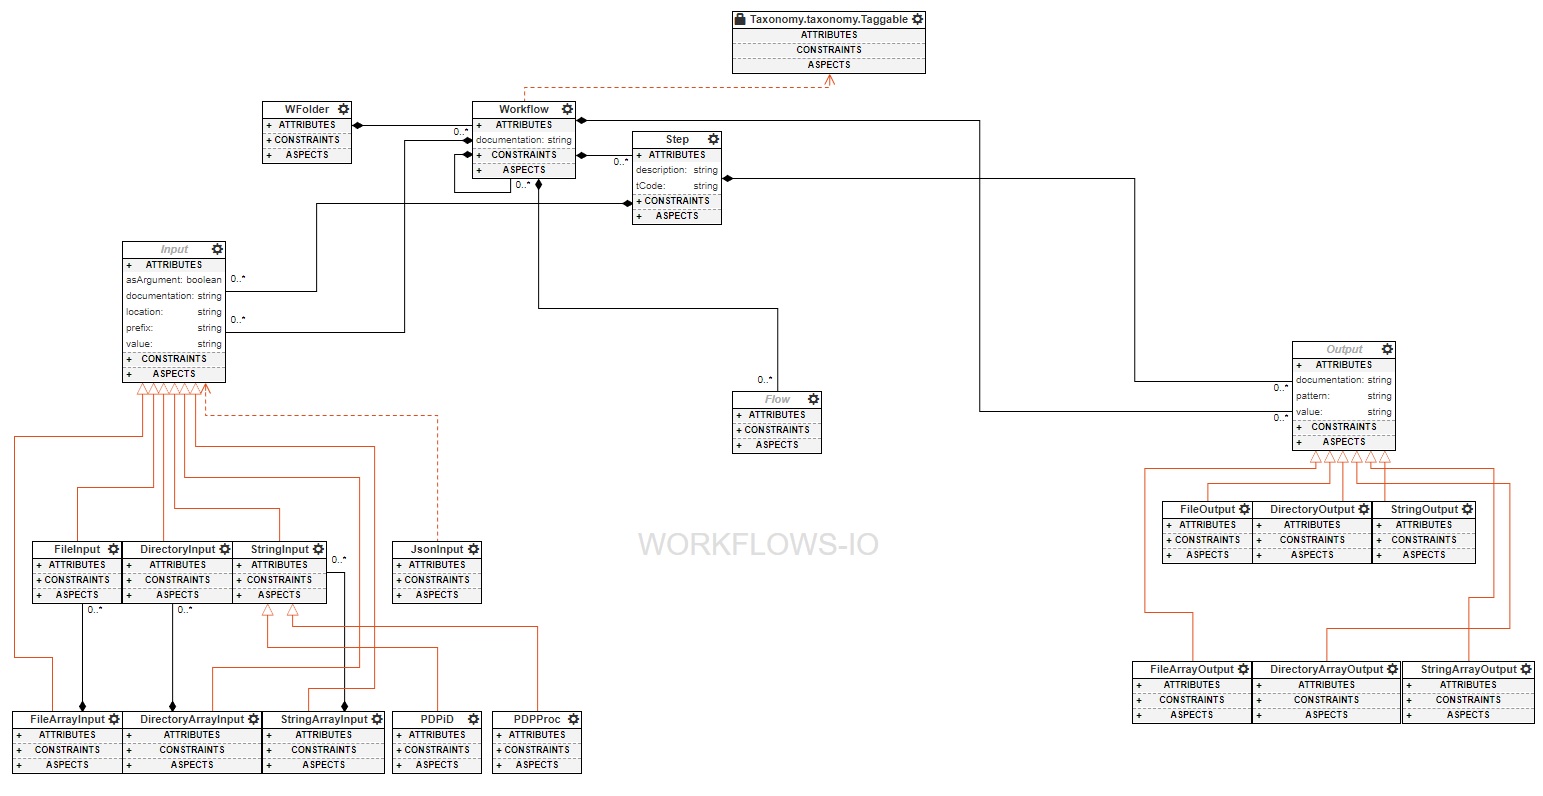 Taxonomy.taxonomy.Taggable
ATTRIBUTES
CONSTRAINTS
ASPECTS
WFolder
+ ATTRIBUTES
+ CONSTRAINTS
+ ASPECTS
Workflow
+ ATTRIBUTES
documentation: string
+ CONSTRAINTS
+ ASPECTS
0..*
0..*
Step
+ ATTRIBUTES
description: string
tCode: string
+ CONSTRAINTS
+ ASPECTS
0..*
Input
+ ATTRIBUTES
asArgument: boolean
documentation: string
location: string
prefix: string
value: string
+ CONSTRAINTS
+ ASPECTS
0..*
0..*
Output
+ ATTRIBUTES
documentation: string
pattern: string
value: string
+ CONSTRAINTS
+ ASPECTS
0..*
0..*
0..*
Flow
+ ATTRIBUTES
+ CONSTRAINTS
+ ASPECTS
FileOutput
+ ATTRIBUTES
+ CONSTRAINTS
+ ASPECTS
DirectoryOutput
+ ATTRIBUTES
+ CONSTRAINTS
+ ASPECTS
StringOutput
+ ATTRIBUTES
+ CONSTRAINTS
+ ASPECTS
FileInput
+ ATTRIBUTES
+ CONSTRAINTS
+ ASPECTS
0..*
DirectoryInput
+ ATTRIBUTES
+ CONSTRAINTS
+ ASPECTS
0..*
StringInput
+ ATTRIBUTES
+ CONSTRAINTS
+ ASPECTS
0..*
JsonInput
+ ATTRIBUTES
+ CONSTRAINTS
+ ASPECTS
WORKFLOWS-IO
FileArrayOutput
+ ATTRIBUTES
+ CONSTRAINTS
+ ASPECTS
DirectoryArrayOutput
+ ATTRIBUTES
+ CONSTRAINTS
+ ASPECTS
StringArrayOutput
+ ATTRIBUTES
+ CONSTRAINTS
+ ASPECTS
FileArrayInput
+ ATTRIBUTES
+ CONSTRAINTS
+ ASPECTS
DirectoryArrayInput
+ ATTRIBUTES
+ CONSTRAINTS
+ ASPECTS
StringArrayInput
+ ATTRIBUTES
+ CONSTRAINTS
+ ASPECTS
PDPiD
+ ATTRIBUTES
+ CONSTRAINTS
+ ASPECTS
PDPProc
+ ATTRIBUTES
+ CONSTRAINTS
+ ASPECTS